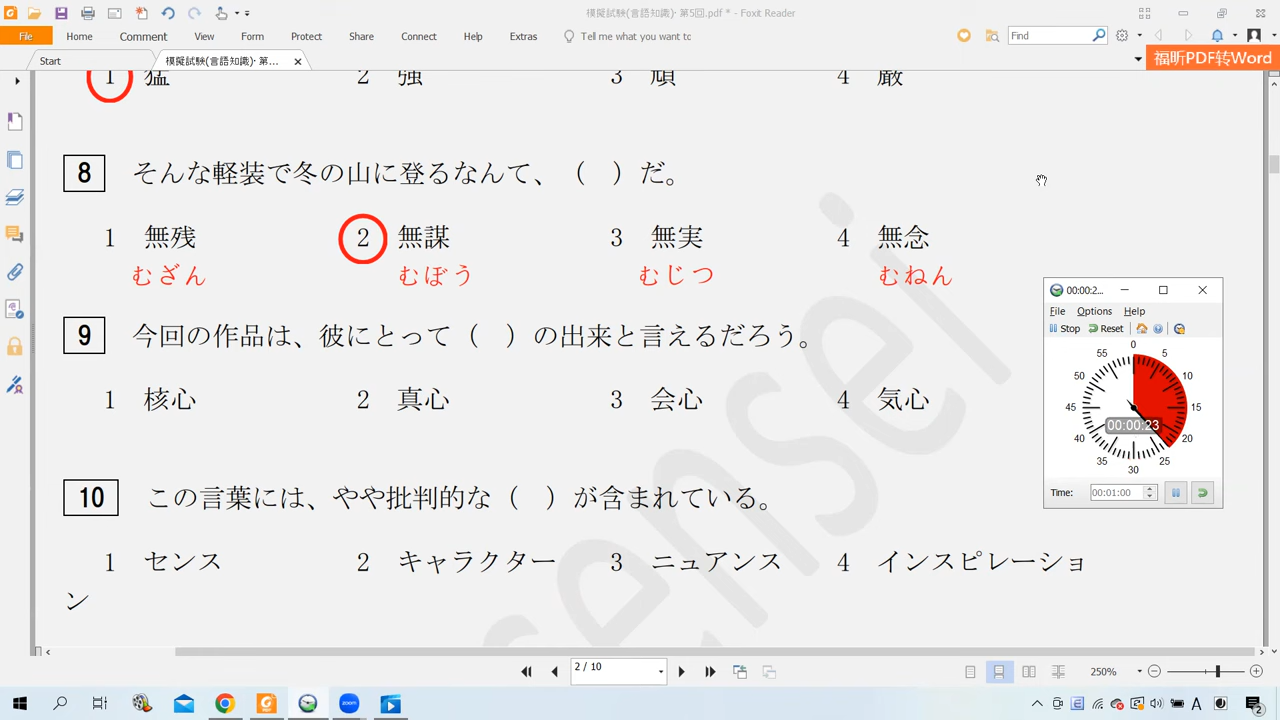 模擬試験(言語知識)· 第5回.pdf * - Foxit Reader
File Home Comment View Form Protect Share Connect Help Extras Tell me what you want to Find
Start 模擬試験(言語知識)· 第...
福昕PDF转Word
1 猛 2 強 3 頑 4 厳
8 そんな軽装で冬の山に登るなんて、（ ）だ。
1 無残 2 無謀 3 無実 4 無念
むざん むぼう むじつ むねん
9 今回の作品は、彼にとって（ ）の出来と言えるだろう。
1 核心 2 真心 3 会心 4 気心
10 この言葉には、やや批判的な（ ）が含まれている。
1 センス 2 キャラクター 3 ニュアンス 4 インスピレーショ
ン
sensei
00:00:2...
File Options Help
Stop Reset
0
55 5
50 10
45 15
00:00:23
40 20
35 25
30
Time: 00:01:00
2 / 10
250%
zoom
A
2